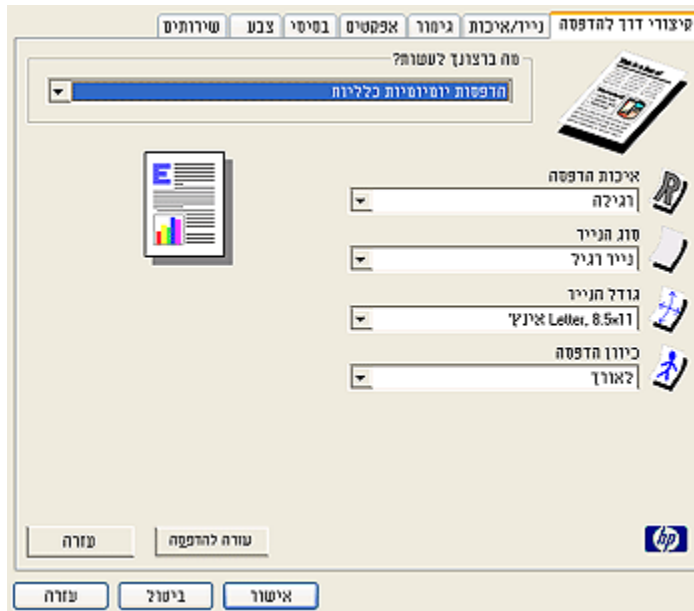 קיצורי דרך להדפסה נייר/איכות גימור אפקטים בסיסי צבע שירותים
מה ברצונך לעשות?
הדפסות יומיומיות כלליות
איכות הדפסה
רגילה
סוג הנייר
נייר רגיל
גודל הנייר
Letter, 8.5x11 אינץ'
כיוון הדפסה
לאורך
עזרה להדפסה עזרה
hp
אישור ביטול עזרה